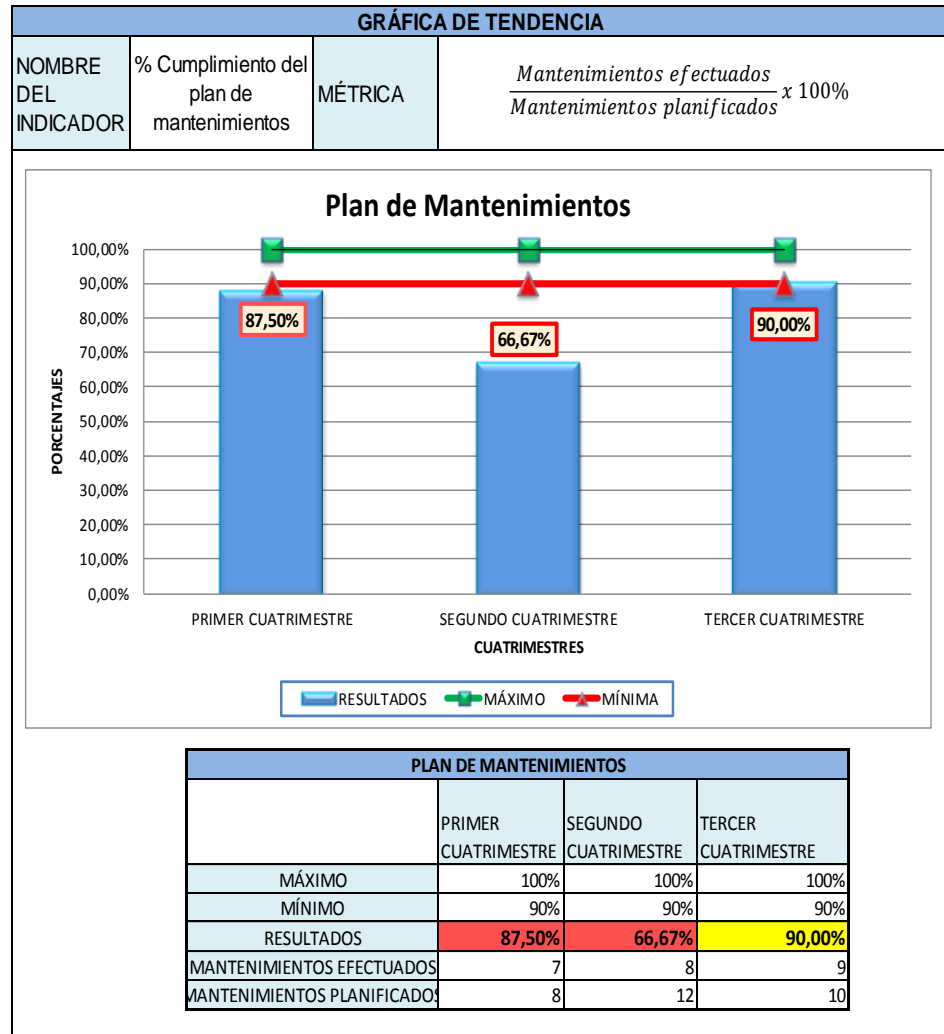 GRÁFICA DE TENDENCIA
NOMBRE DEL INDICADOR
% Cumplimiento del plan de mantenimientos
MÉTRICA
Mantenimientos efectuados
Mantenimientos planificados x 100%
Plan de Mantenimientos
PORCENTAJES
100,00%
90,00%
80,00%
70,00%
60,00%
50,00%
40,00%
30,00%
20,00%
10,00%
0,00%
87,50%
66,67%
90,00%
PRIMER CUATRIMESTRE SEGUNDO CUATRIMESTRE TERCER CUATRIMESTRE
CUATRIMESTRES
RESULTADOS MÁXIMO MÍNIMA
PLAN DE MANTENIMIENTOS
PRIMER CUATRIMESTRE SEGUNDO CUATRIMESTRE TERCER CUATRIMESTRE
MÁXIMO 100% 100% 100%
MÍNIMO 90% 90% 90%
RESULTADOS 87,50% 66,67% 90,00%
MANTENIMIENTOS EFECTUADOS 7 8 9
MANTENIMIENTOS PLANIFICADOS 8 12 10